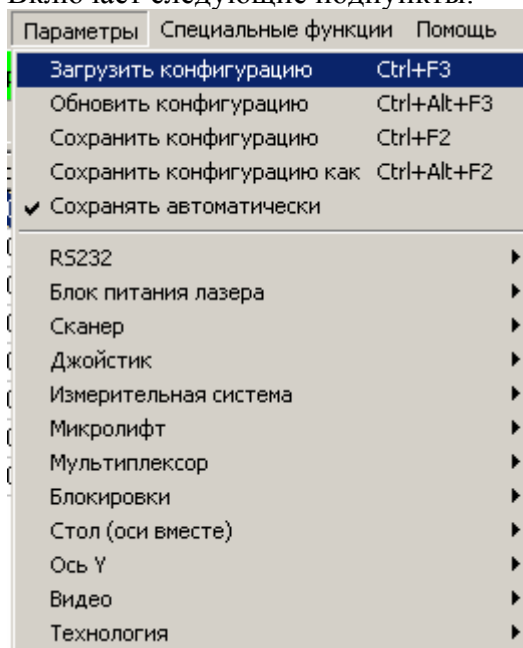 Включает следующие подпункты:
Параметры Специальные функции Помощь
Загрузить конфигурацию Ctrl+F3
Обновить конфигурацию Ctrl+Alt+F3
Сохранить конфигурацию Ctrl+F2
Сохранить конфигурацию как Ctrl+Alt+F2
Сохранять автоматически
RS232
Блок питания лазера
Сканер
Джойстик
Измерительная система
Микролифт
Мультиплексор
Блокировки
Стол (оси вместе)
Ось Y
Видео
Технология